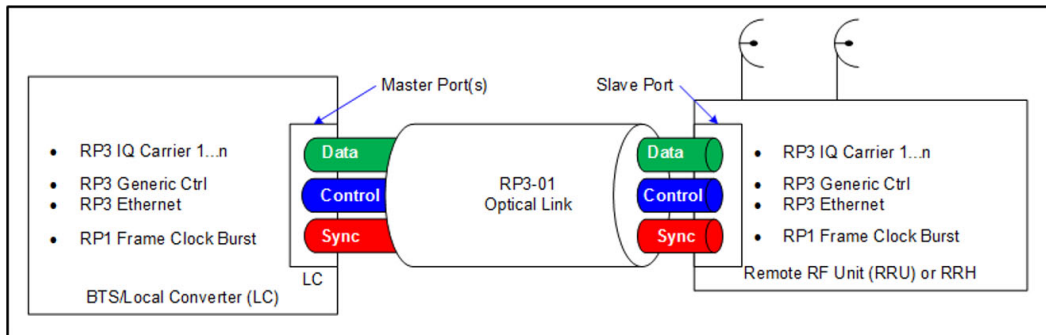 Master Port(s)
Slave Port
• RP3 IQ Carrier 1...n
• RP3 Generic Ctrl
• RP3 Ethernet
• RP1 Frame Clock Burst
Data
Control
Sync
LC
BTS/Local Converter (LC)
RP3-01
Optical Link
Data
Control
Sync
• RP3 IQ Carrier 1...n
• RP3 Generic Ctrl
• RP3 Ethernet
• RP1 Frame Clock Burst
Remote RF Unit (RRU) or RRH